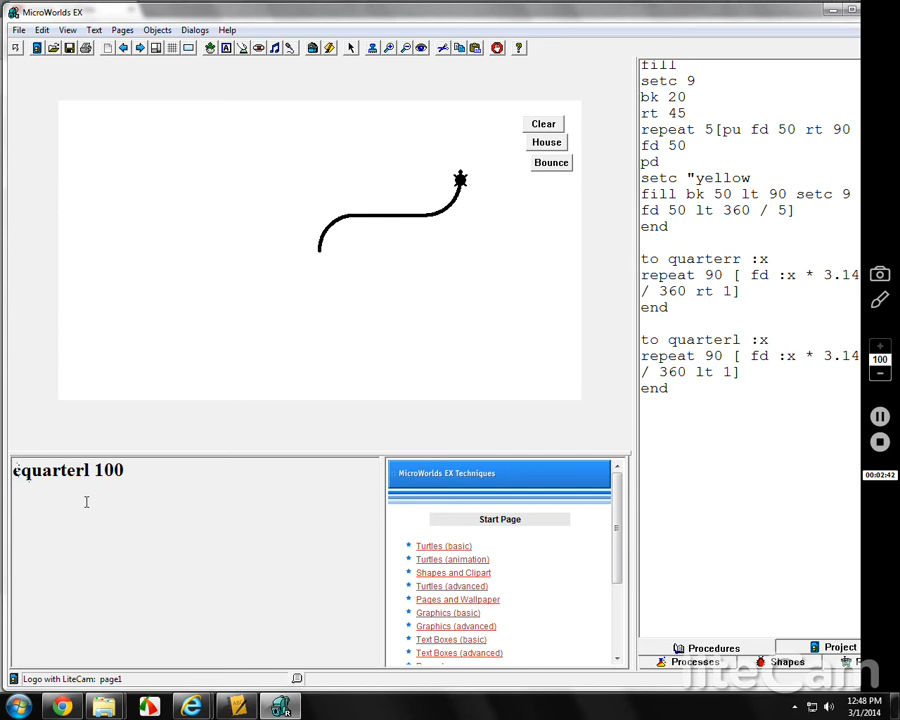 MicroWorlds EX
File Edit View Text Pages Objects Dialogs Help
fill
setc 9
bk 20
rt 45
repeat 5[pu fd 50 rt 90
fd 50
pd
setc "yellow
fill bk 50 lt 90 setc 9
fd 50 lt 360 / 5]
end
to quarterr :x
repeat 90 [ fd :x * 3.14
/ 360 rt 1]
end
to quarterl :x
repeat 90 [ fd :x * 3.14
/ 360 lt 1]
end
Clear
House
Bounce
100
00:02:42
quarterl 100
MicroWorlds EX Techniques
Start Page
Turtles (basic)
Turtles (animation)
Shapes and Clipart
Turtles (advanced)
Pages and Wallpaper
Graphics (basic)
Graphics (advanced)
Text Boxes (basic)
Text Boxes (advanced)
Procedures Project
Processes Shapes
liteCam
Logo with LiteCam: page1
12:48 PM
3/1/2014